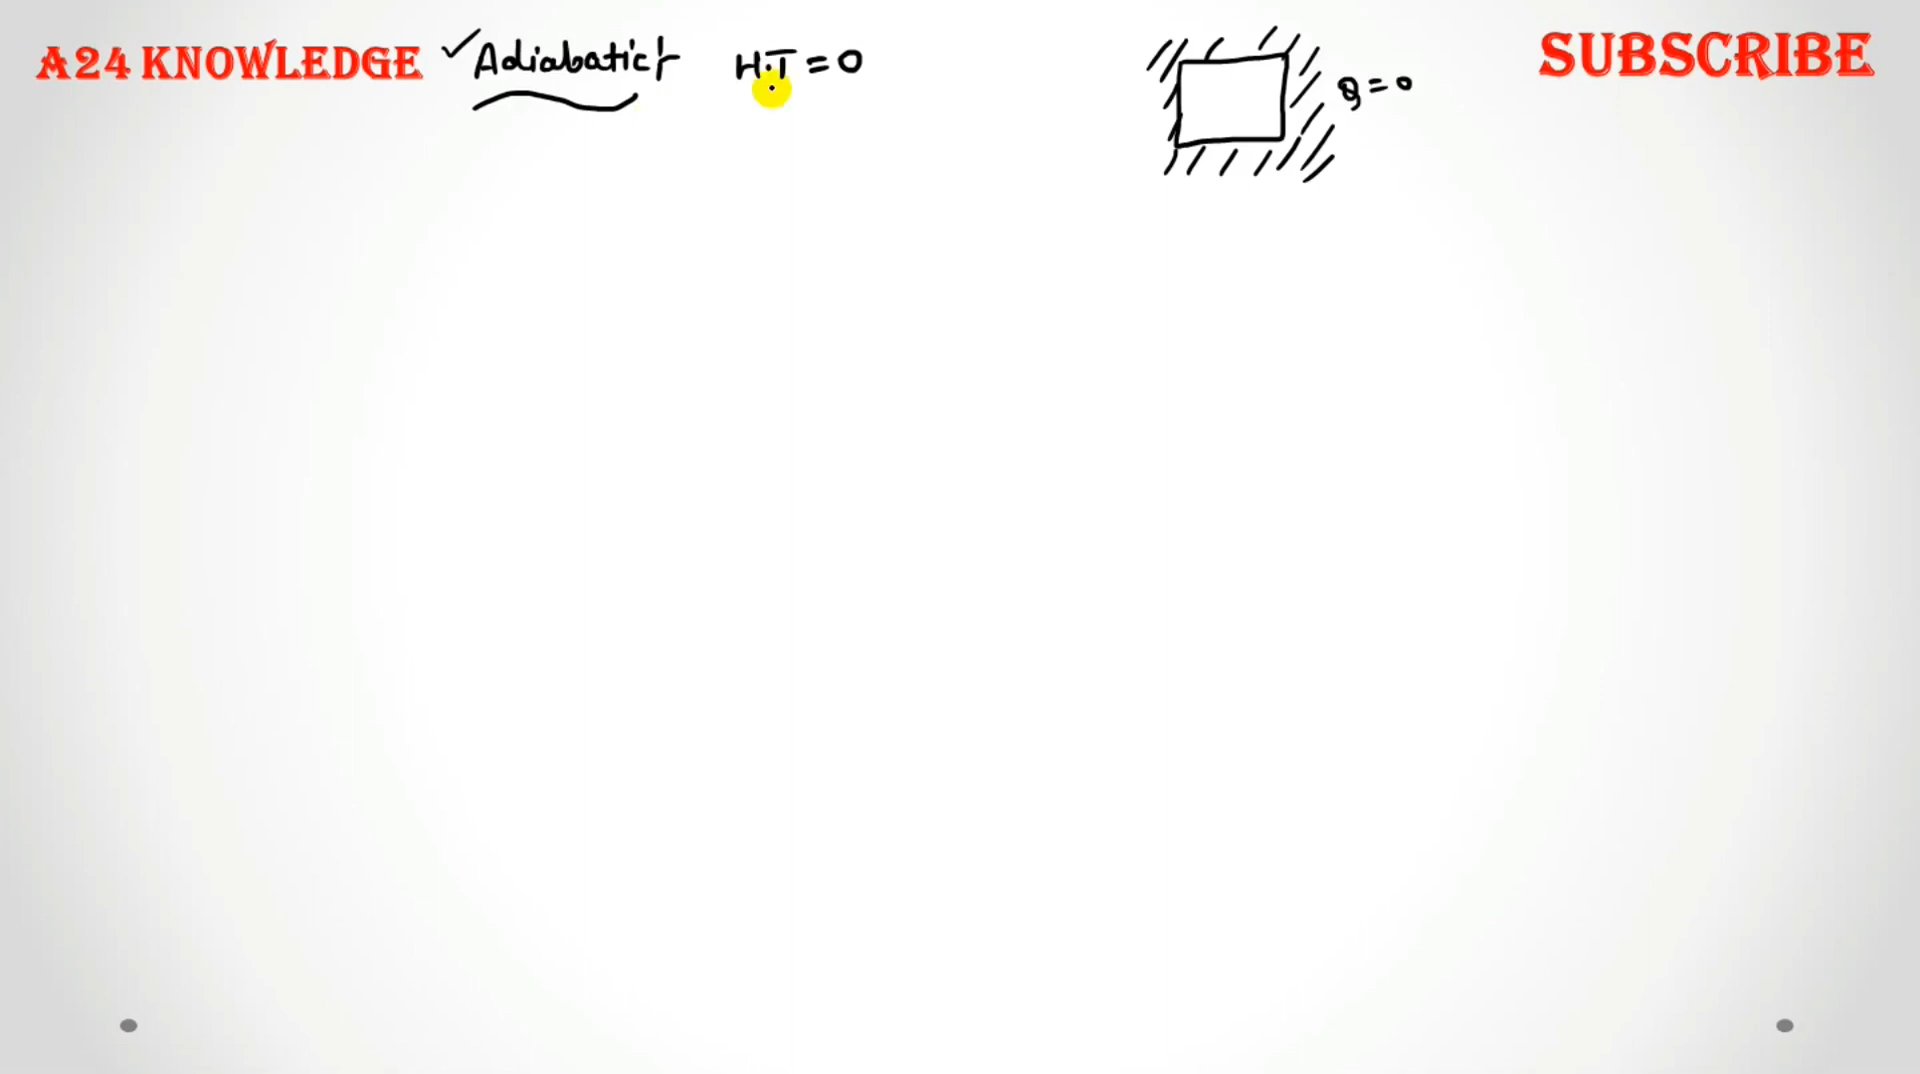 A24 KNOWLEDGE ✓Adiabatic:- H.T = 0 SUBSCRIBE
Q = 0